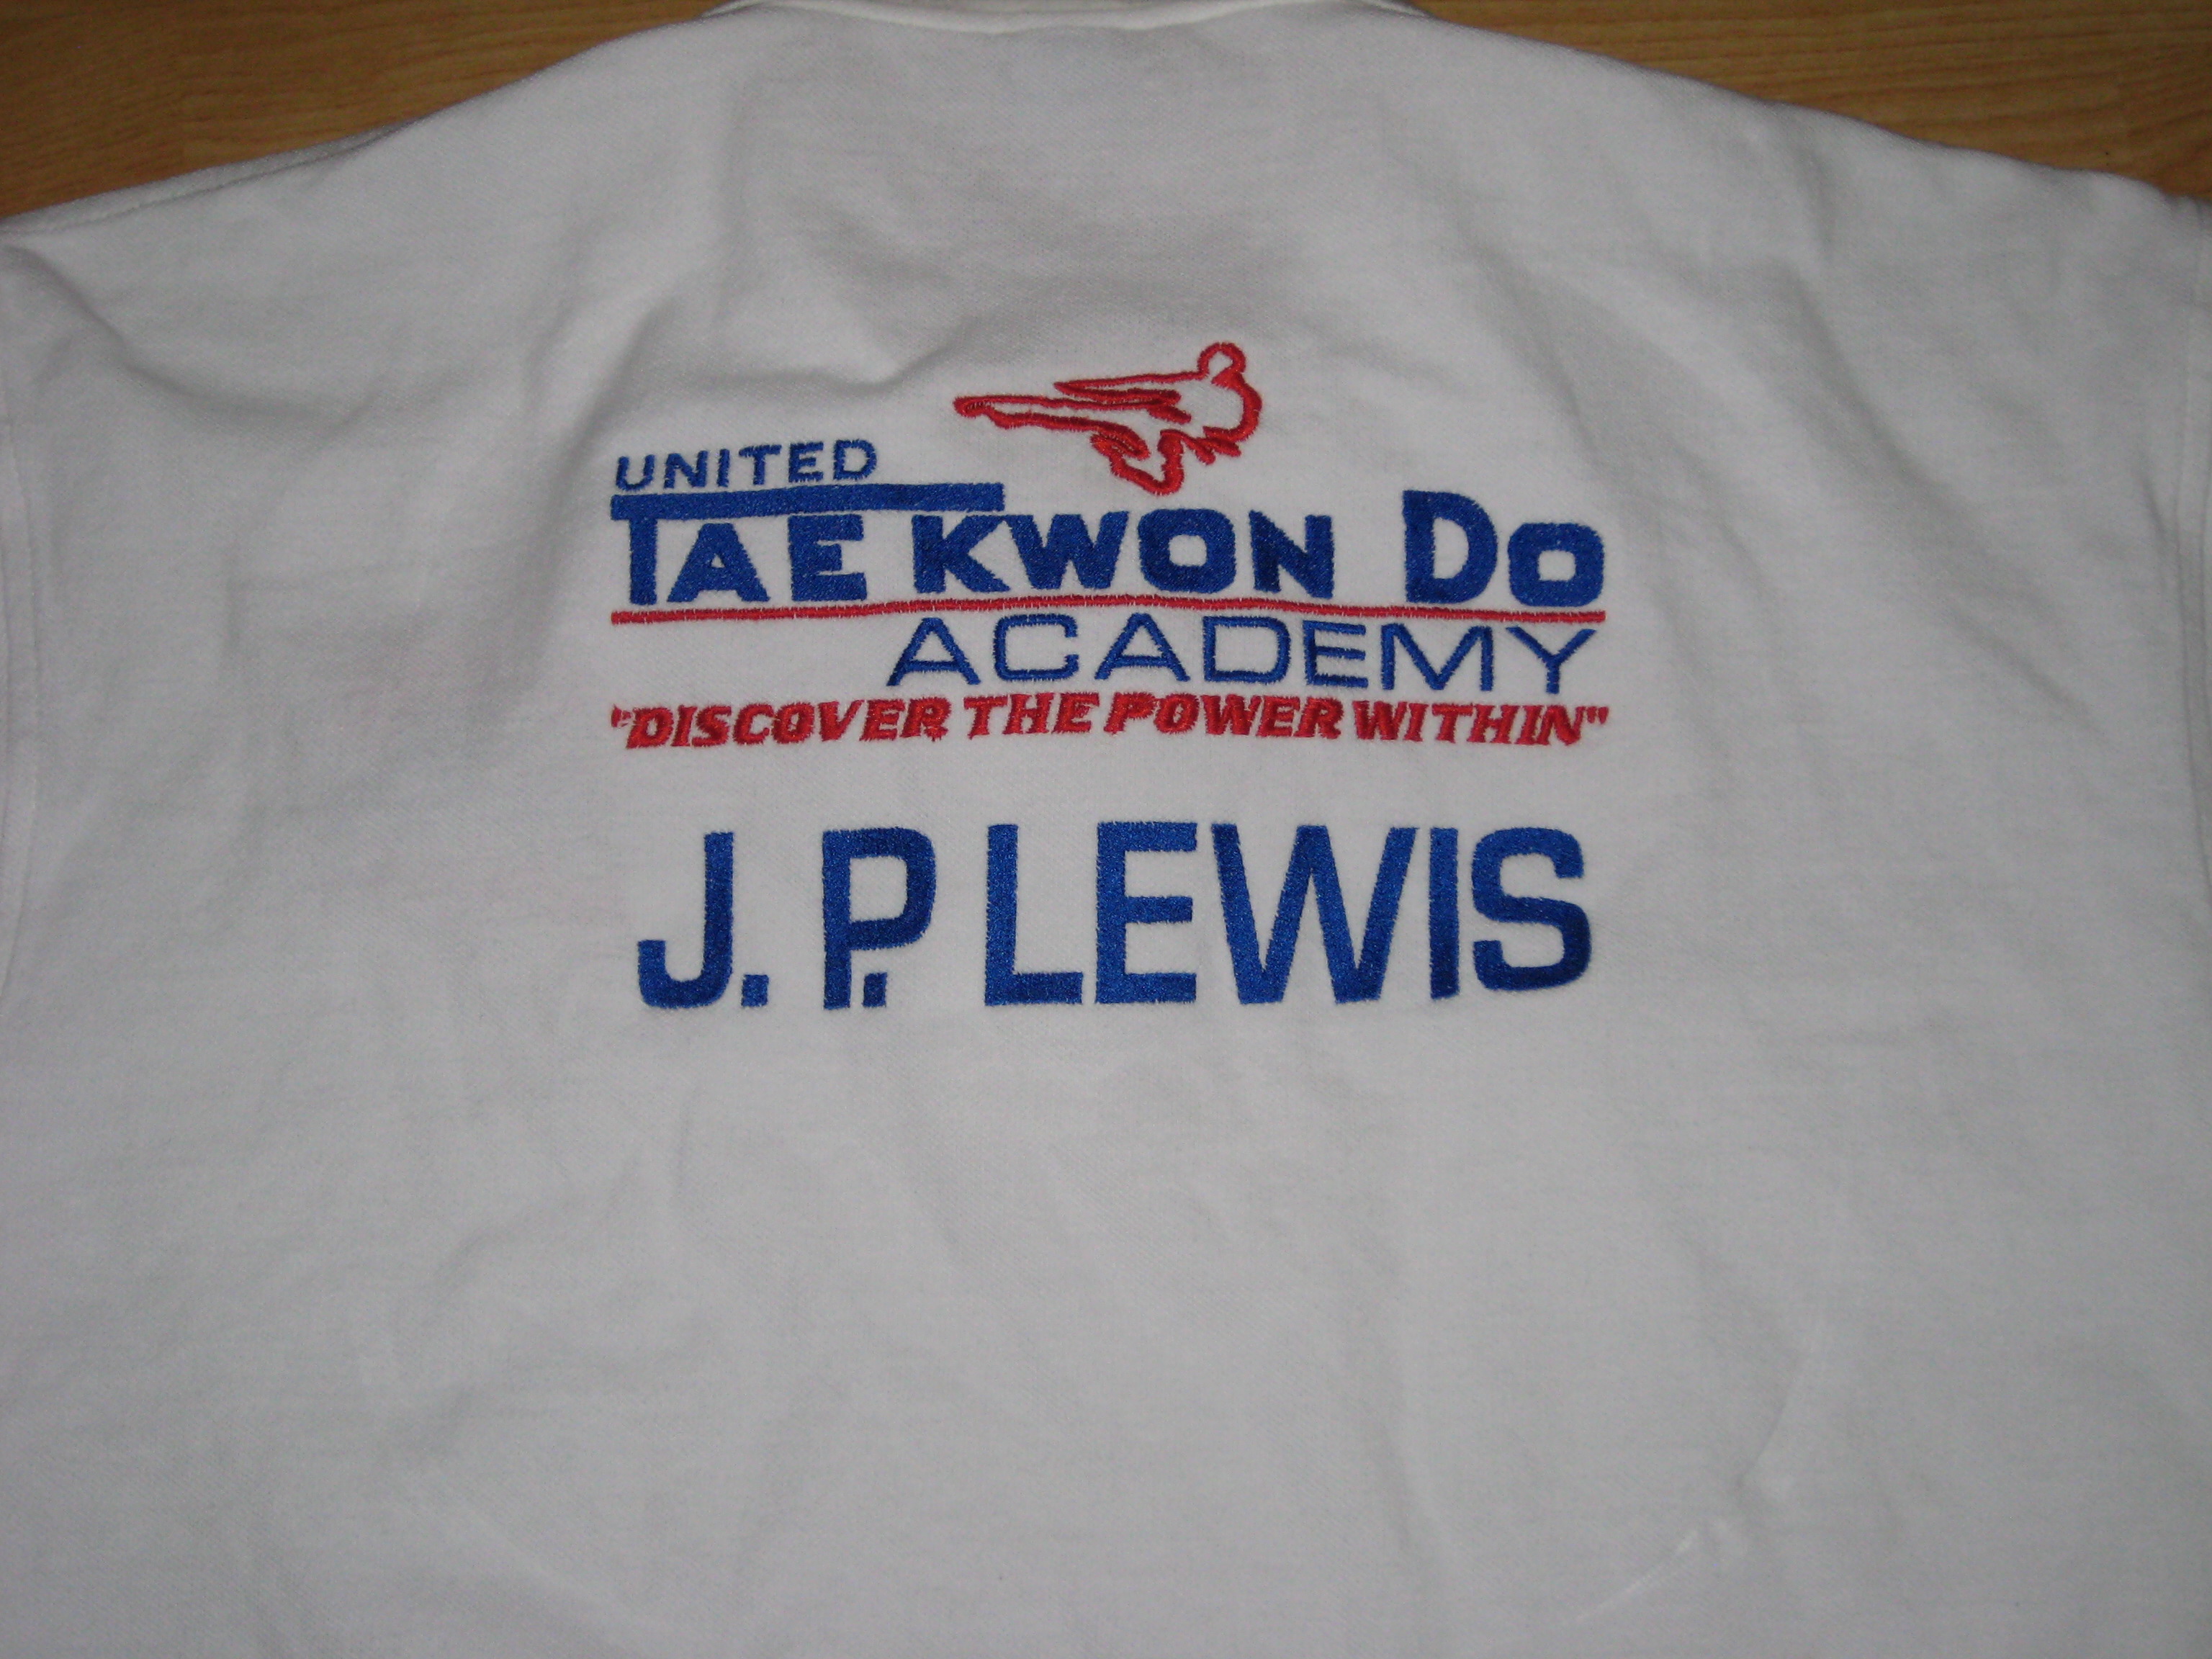 UNITED
TAE KWON DO
ACADEMY
"DISCOVER THE POWER WITHIN"
J. P. LEWIS